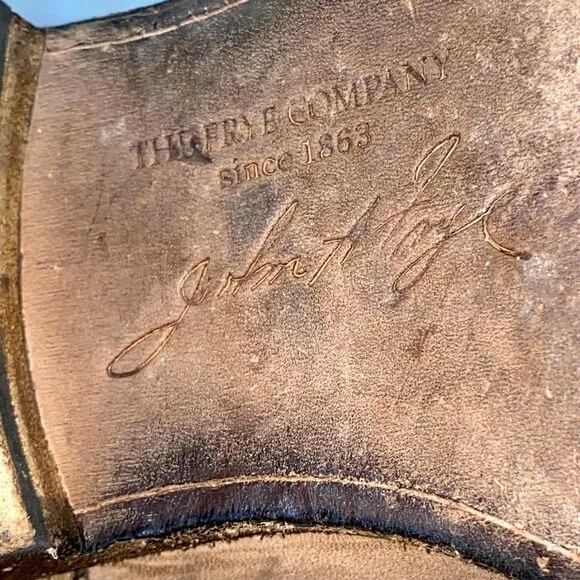 THE FRYE COMPANY
since 1863
John A Frye